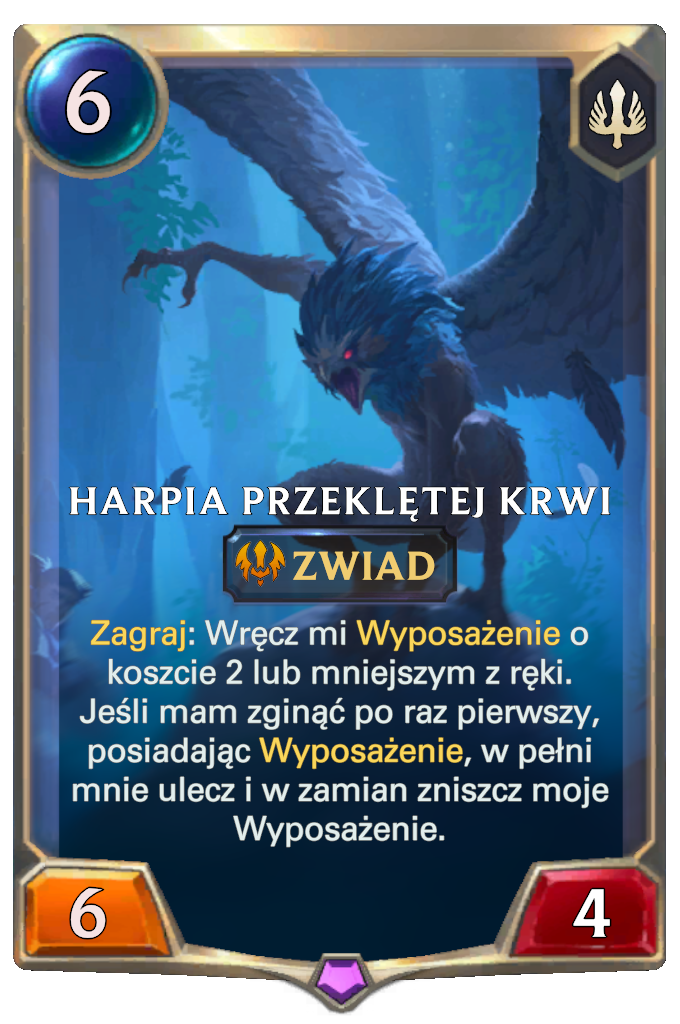 6
HARPIA PRZEKLĘTEJ KRWI
ZWIAD
Zagraj: Wręcz mi Wyposażenie o
koszcie 2 lub mniejszym z ręki.
Jeśli mam zginąć po raz pierwszy,
posiadając Wyposażenie, w pełni
mnie ulecz i w zamian zniszcz moje
Wyposażenie.
6
4